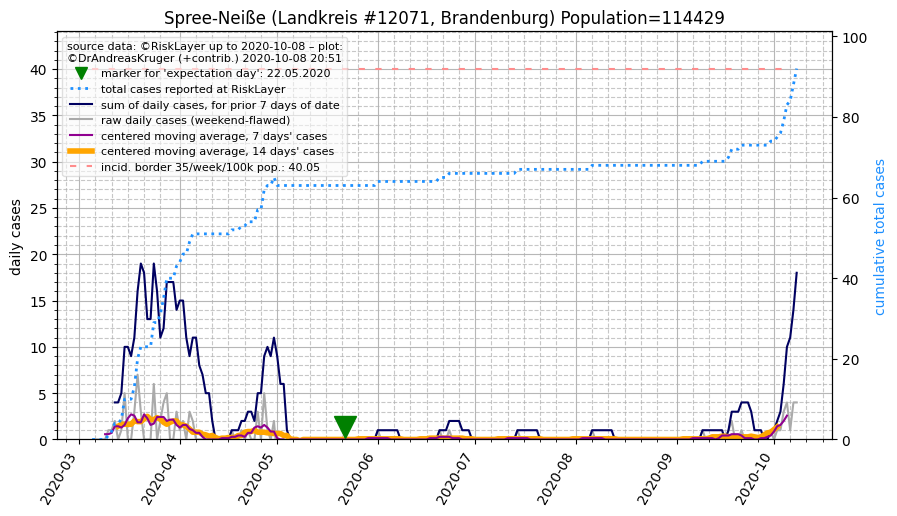 Spree-Neiße (Landkreis #12071, Brandenburg) Population=114429
source data: ©RiskLayer up to 2020-10-08 – plot:
©DrAndreasKruger (+contrib.) 2020-10-08 20:51
marker for 'expectation day': 22.05.2020
total cases reported at RiskLayer
sum of daily cases, for prior 7 days of date
raw daily cases (weekend-flawed)
centered moving average, 7 days' cases
centered moving average, 14 days' cases
incid. border 35/week/100k pop.: 40.05
daily cases
40
35
30
25
20
15
10
5
0
100
80
60
40
20
0
cumulative total cases
2020-03
2020-04
2020-05
2020-06
2020-07
2020-08
2020-09
2020-10